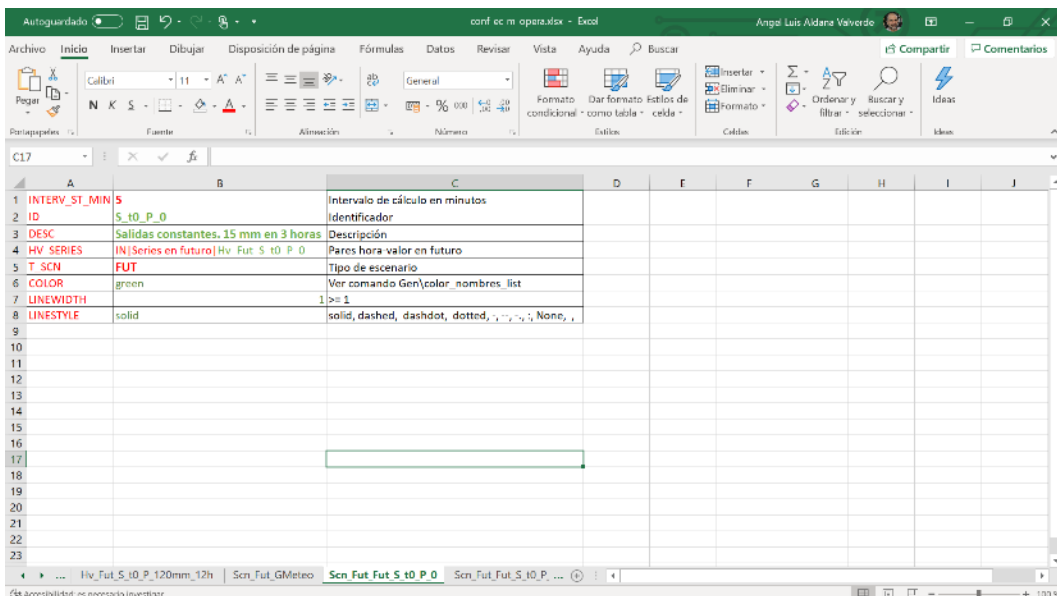 Autoguardado
conf ec m opera.xlsx - Excel
Angel Luis Aldana Valverde
Archivo Inicio Insertar Dibujar Disposición de página Fórmulas Datos Revisar Vista Ayuda Buscar Compartir Comentarios
Pegar
Calibri 11
N K S
General
% 000
Formato condicional
Dar formato como tabla
Estilos de celda
Insertar
Eliminar
Formato
Ordenar y filtrar
Buscar y seleccionar
Ideas
Portapapeles Fuente Alineación Número Estilos Celdas Edición Ideas
C17 fx
A B C D E F G H I J
1 INTERV_ST_MIN 5 Intervalo de cálculo en minutos
2 ID S_t0_P_0 Identificador
3 DESC Salidas constantes. 15 mm en 3 horas Descripción
4 HV_SERIES IN|Series en futuro|Hv_Fut_S_t0_P_0 Pares hora-valor en futuro
5 T_SCN FUT Tipo de escenario
6 COLOR green Ver comando Gen\color_nombres_list
7 LINEWIDTH 1 >= 1
8 LINESTYLE solid solid, dashed, dashdot, dotted, -, --, -., :, None, ,
9
10
11
12
13
14
15
16
17
18
19
20
21
22
23
... Hv_Fut_S_t0_P_120mm_12h Scn_Fut_GMeteo Scn_Fut_Fut_S_t0_P_0 Scn_Fut_Fut_S_t0_P_ ...
Accesibilidad: es necesario investigar